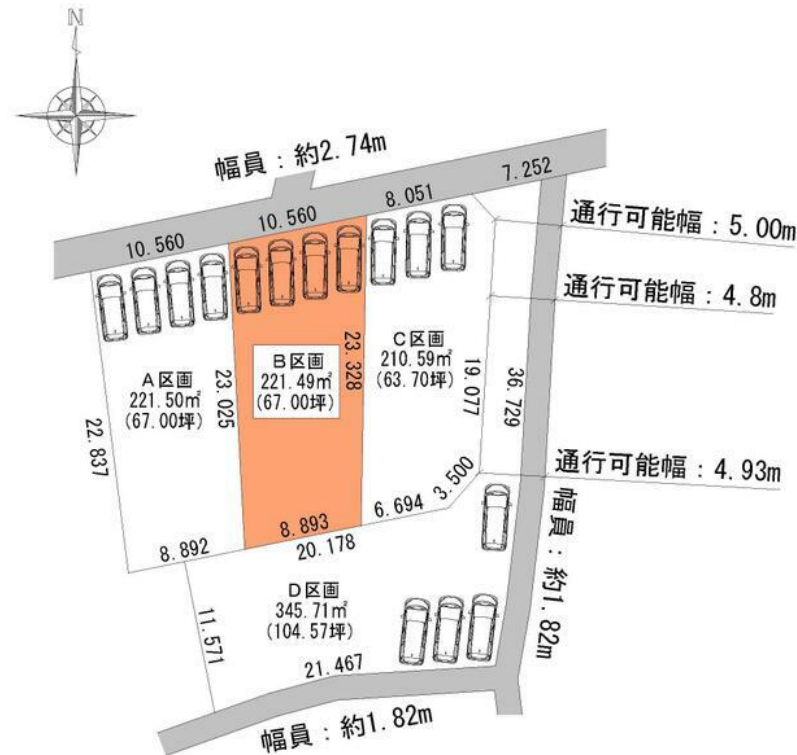 N
幅員：約2.74m
7.252
8.051
10.560
10.560
通行可能幅：5.00m
通行可能幅：4.8m
C区画
210.59㎡
(63.70坪)
B区画
221.49㎡
(67.00坪)
A区画
221.50㎡
(67.00坪)
23.328
23.025
22.837
19.077
36.729
通行可能幅：4.93m
3.500
6.694
8.893
20.178
8.892
幅員：約1.82m
D区画
345.71㎡
(104.57坪)
11.571
21.467
幅員：約1.82m